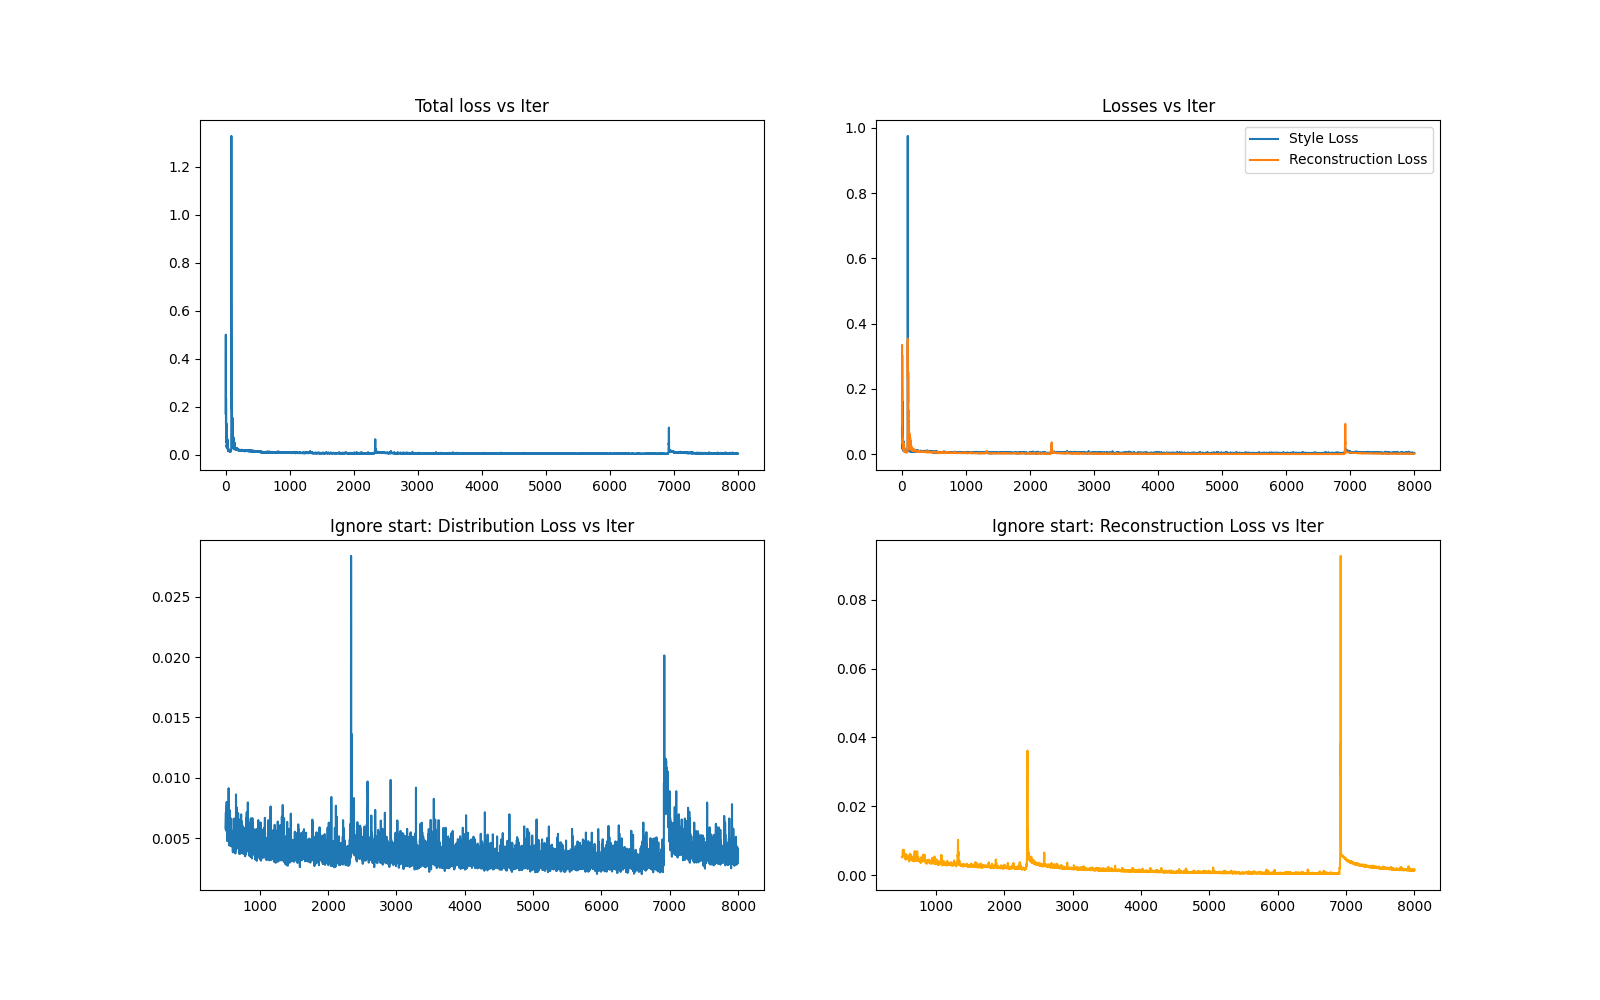 Total loss vs Iter
1.2
1.0
0.8
0.6
0.4
0.2
0.0
0 1000 2000 3000 4000 5000 6000 7000 8000
Losses vs Iter
Style Loss
Reconstruction Loss
1.0
0.8
0.6
0.4
0.2
0.0
0 1000 2000 3000 4000 5000 6000 7000 8000
Ignore start: Distribution Loss vs Iter
0.025
0.020
0.015
0.010
0.005
1000 2000 3000 4000 5000 6000 7000 8000
Ignore start: Reconstruction Loss vs Iter
0.08
0.06
0.04
0.02
0.00
1000 2000 3000 4000 5000 6000 7000 8000